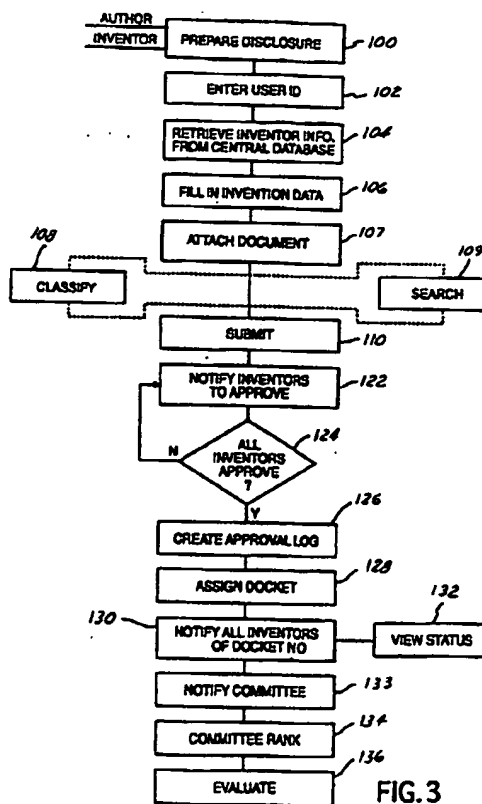 AUTHOR
INVENTOR
PREPARE DISCLOSURE
100
ENTER USER ID
102
RETRIEVE INVENTOR INFO.
FROM CENTRAL DATABASE
104
FILL IN INVENTION DATA
106
ATTACH DOCUMENT
107
108
CLASSIFY
109
SEARCH
SUBMIT
110
NOTIFY INVENTORS
TO APPROVE
122
ALL
INVENTORS
APPROVE
?
124
N
Y
CREATE APPROVAL LOG
126
ASSIGN DOCKET
128
130
NOTIFY ALL INVENTORS
OF DOCKET NO
132
VIEW STATUS
NOTIFY COMMITTEE
133
COMMITTEE RANK
134
EVALUATE
136
FIG.3